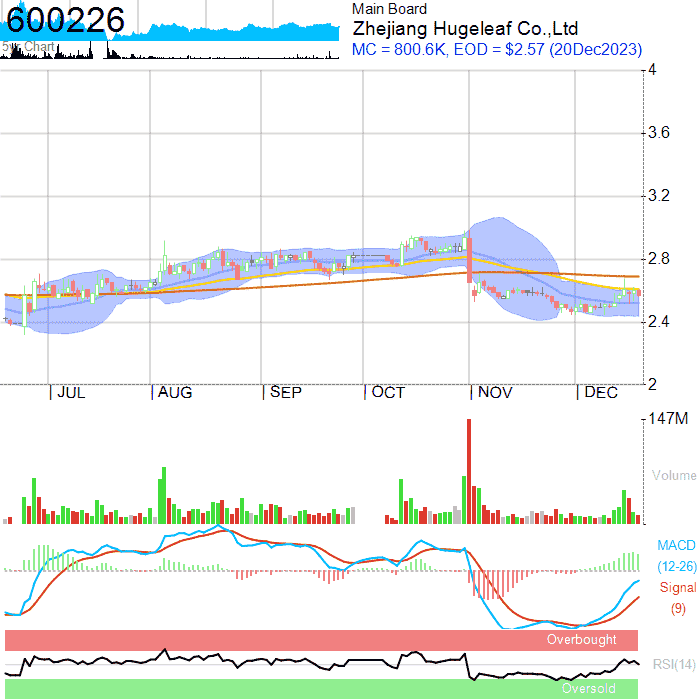 600226
5yr Chart
Main Board
Zhejiang Hugeleaf Co.,Ltd
MC = 800.6K, EOD = $2.57 (20Dec2023)
4
3.6
3.2
2.8
2.4
2
JUL AUG SEP OCT NOV DEC
147M
Volume
MACD
(12-26)
Signal
(9)
Overbought
RSI(14)
Oversold